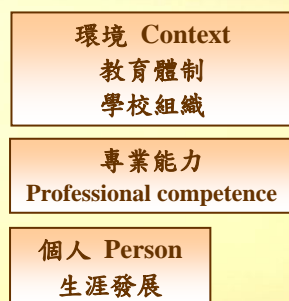 環境 Context
教育體制
學校組織
專業能力
Professional competence
個人 Person
生涯發展